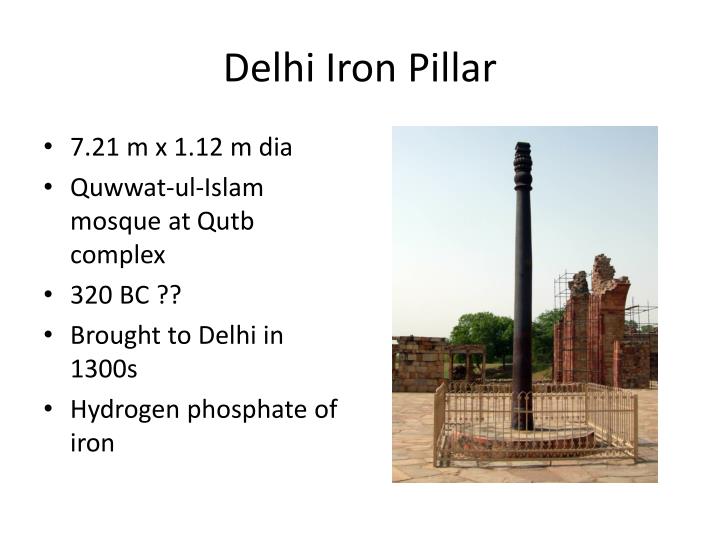 Delhi Iron Pillar
• 7.21 m x 1.12 m dia
• Quwwat-ul-Islam
mosque at Qutb
complex
• 320 BC ??
• Brought to Delhi in
1300s
• Hydrogen phosphate of
iron